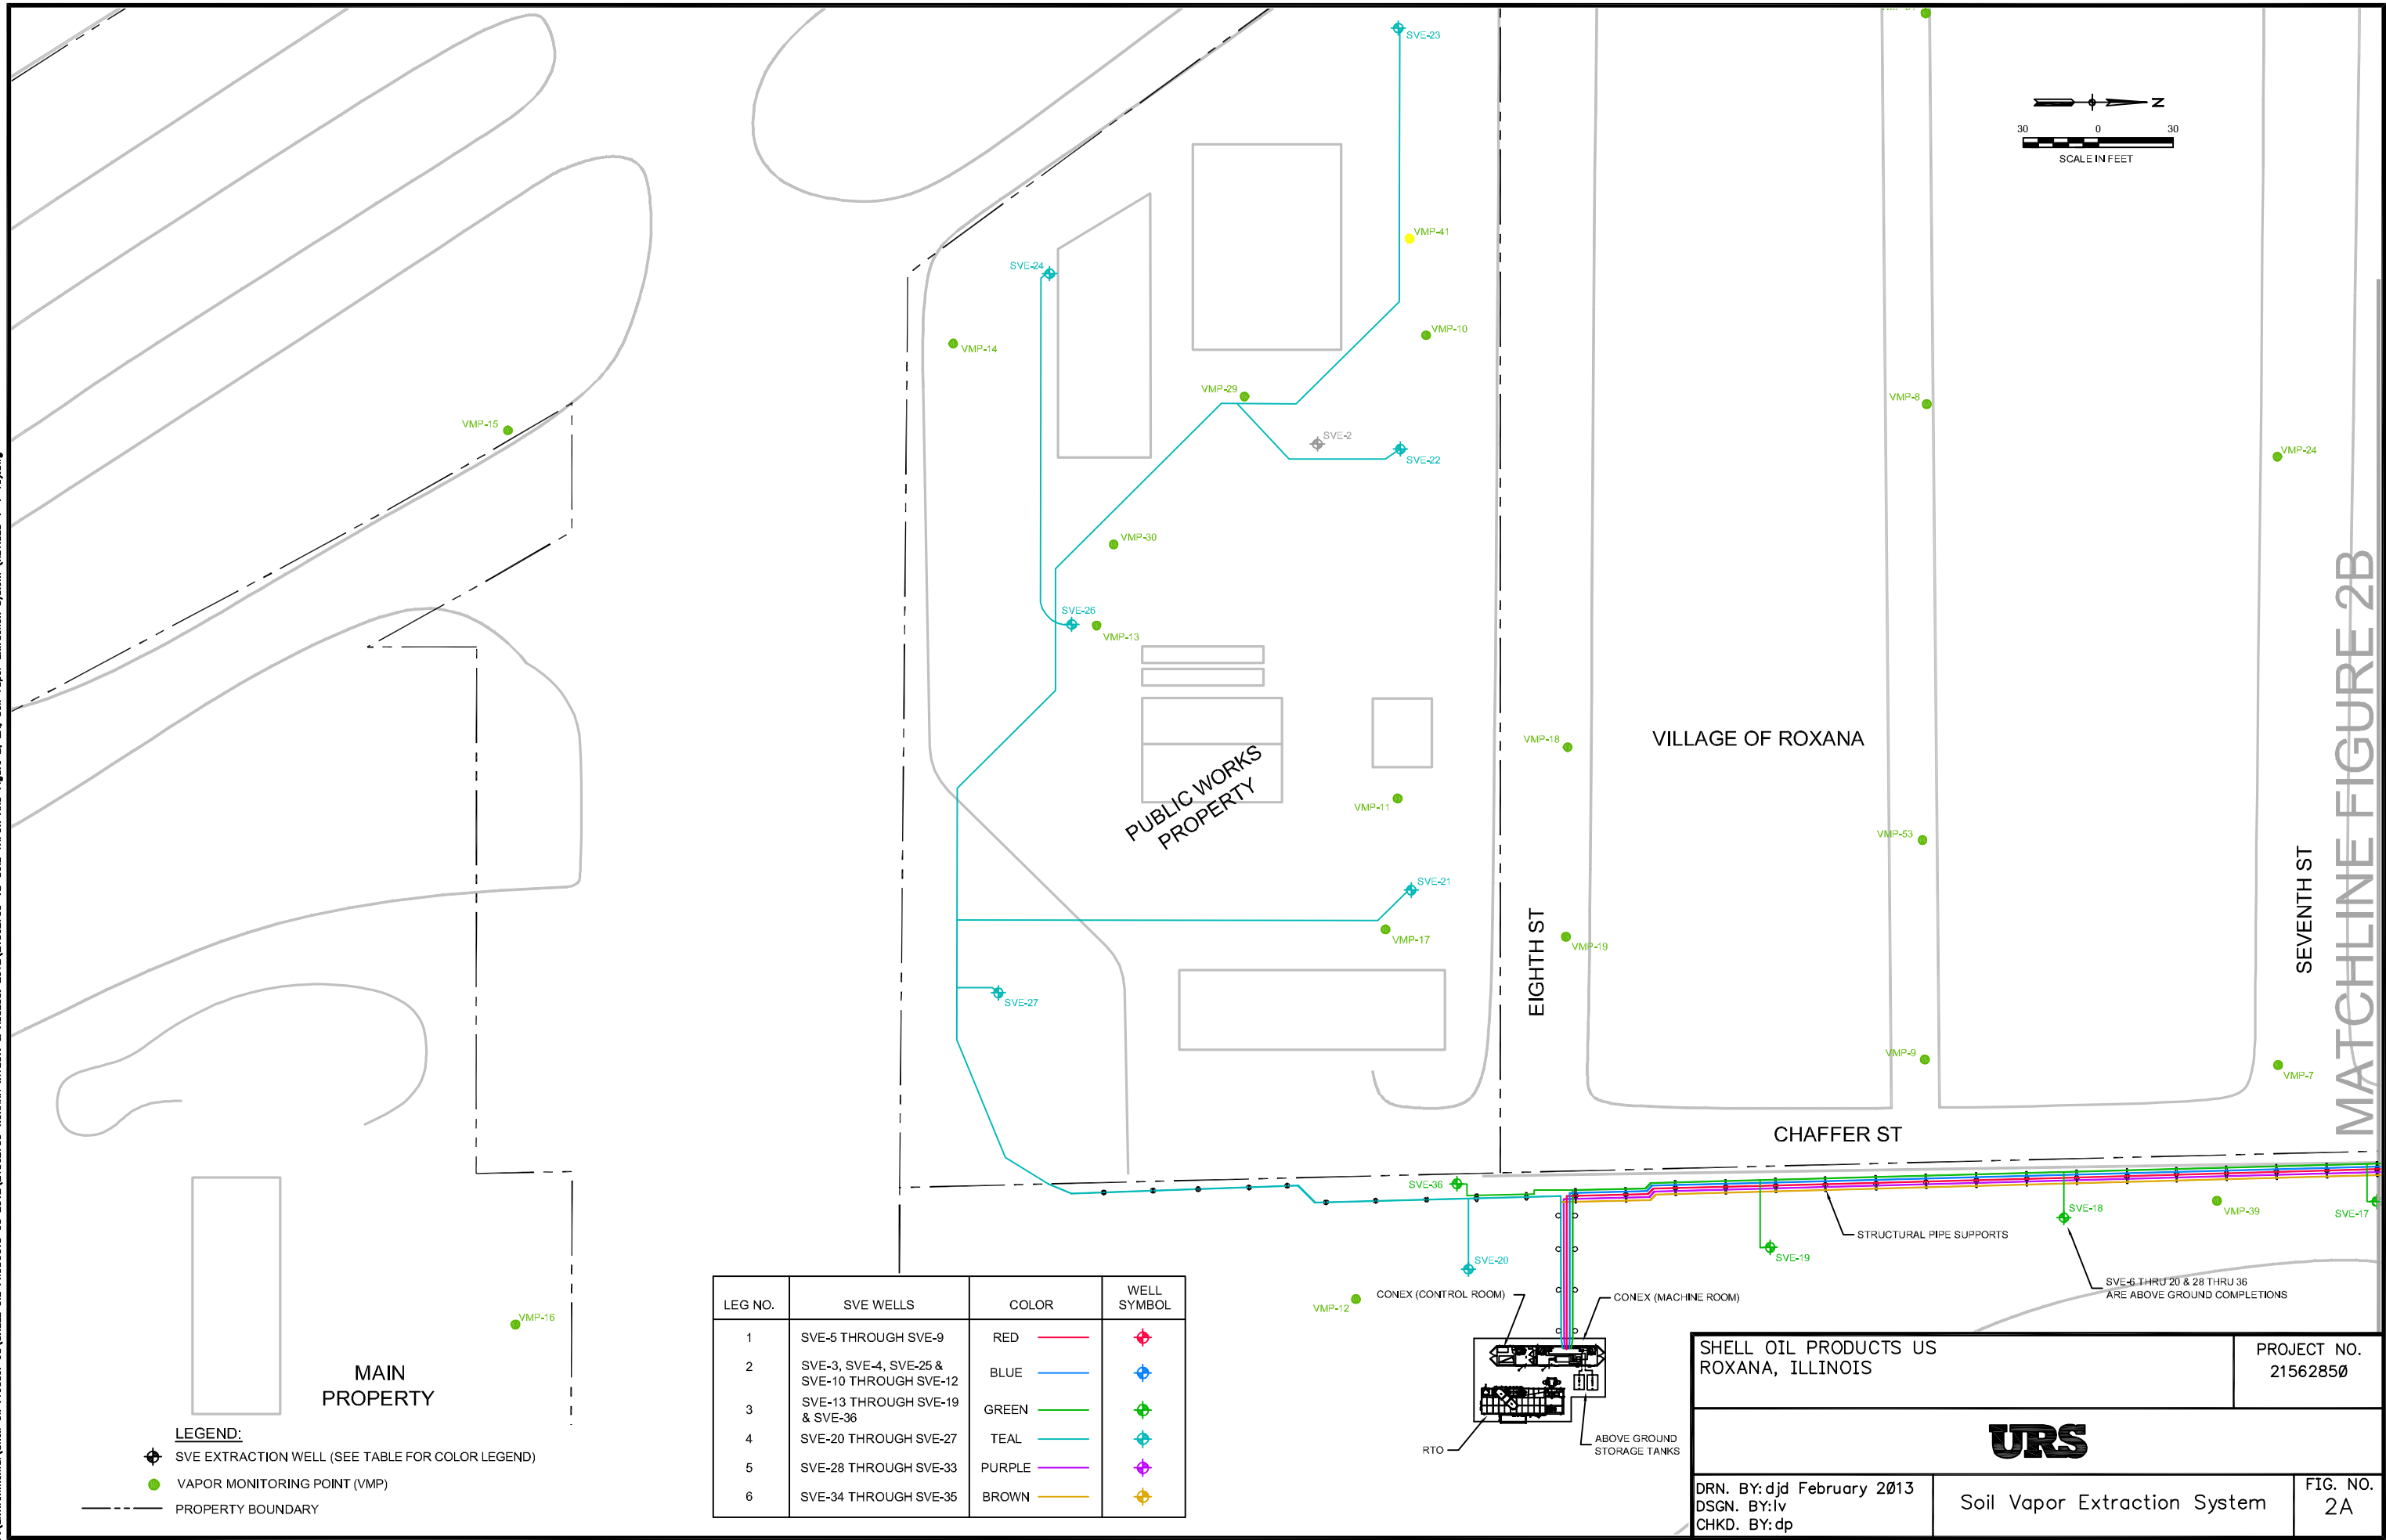 SVE-23
N
30 0 30
SCALE IN FEET
VMP-41
SVE-24
VMP-10
VMP-14
VMP-29
VMP-8
VMP-15
SVE-2
SVE-22
VMP-24
VMP-30
SVE-26
VMP-13
VMP-18
VILLAGE OF ROXANA
PUBLIC WORKS
PROPERTY
VMP-11
VMP-53
SVE-21
VMP-17
VMP-19
EIGHTH ST
SEVENTH ST
MATCHLINE FIGURE 2B
SVE-27
VMP-9
VMP-7
CHAFFER ST
SVE-36
SVE-18
VMP-39
SVE-17
STRUCTURAL PIPE SUPPORTS
SVE-19
SVE-20
SVE-6 THRU 20 & 28 THRU 36
ARE ABOVE GROUND COMPLETIONS
CONEX (CONTROL ROOM)
CONEX (MACHINE ROOM)
VMP-12
VMP-16
MAIN
PROPERTY
RTO
ABOVE GROUND
STORAGE TANKS
LEGEND:
SVE EXTRACTION WELL (SEE TABLE FOR COLOR LEGEND)
VAPOR MONITORING POINT (VMP)
PROPERTY BOUNDARY
LEG NO. SVE WELLS COLOR WELL
SYMBOL
1 SVE-5 THROUGH SVE-9 RED
2 SVE-3, SVE-4, SVE-25 &
SVE-10 THROUGH SVE-12 BLUE
3 SVE-13 THROUGH SVE-19
& SVE-36 GREEN
4 SVE-20 THROUGH SVE-27 TEAL
5 SVE-28 THROUGH SVE-33 PURPLE
6 SVE-34 THROUGH SVE-35 BROWN
SHELL OIL PRODUCTS US
ROXANA, ILLINOIS
PROJECT NO.
21562850
URS
DRN. BY:djd February 2013
DSGN. BY:lv
CHKD. BY:dp
Soil Vapor Extraction System
FIG. NO.
2A